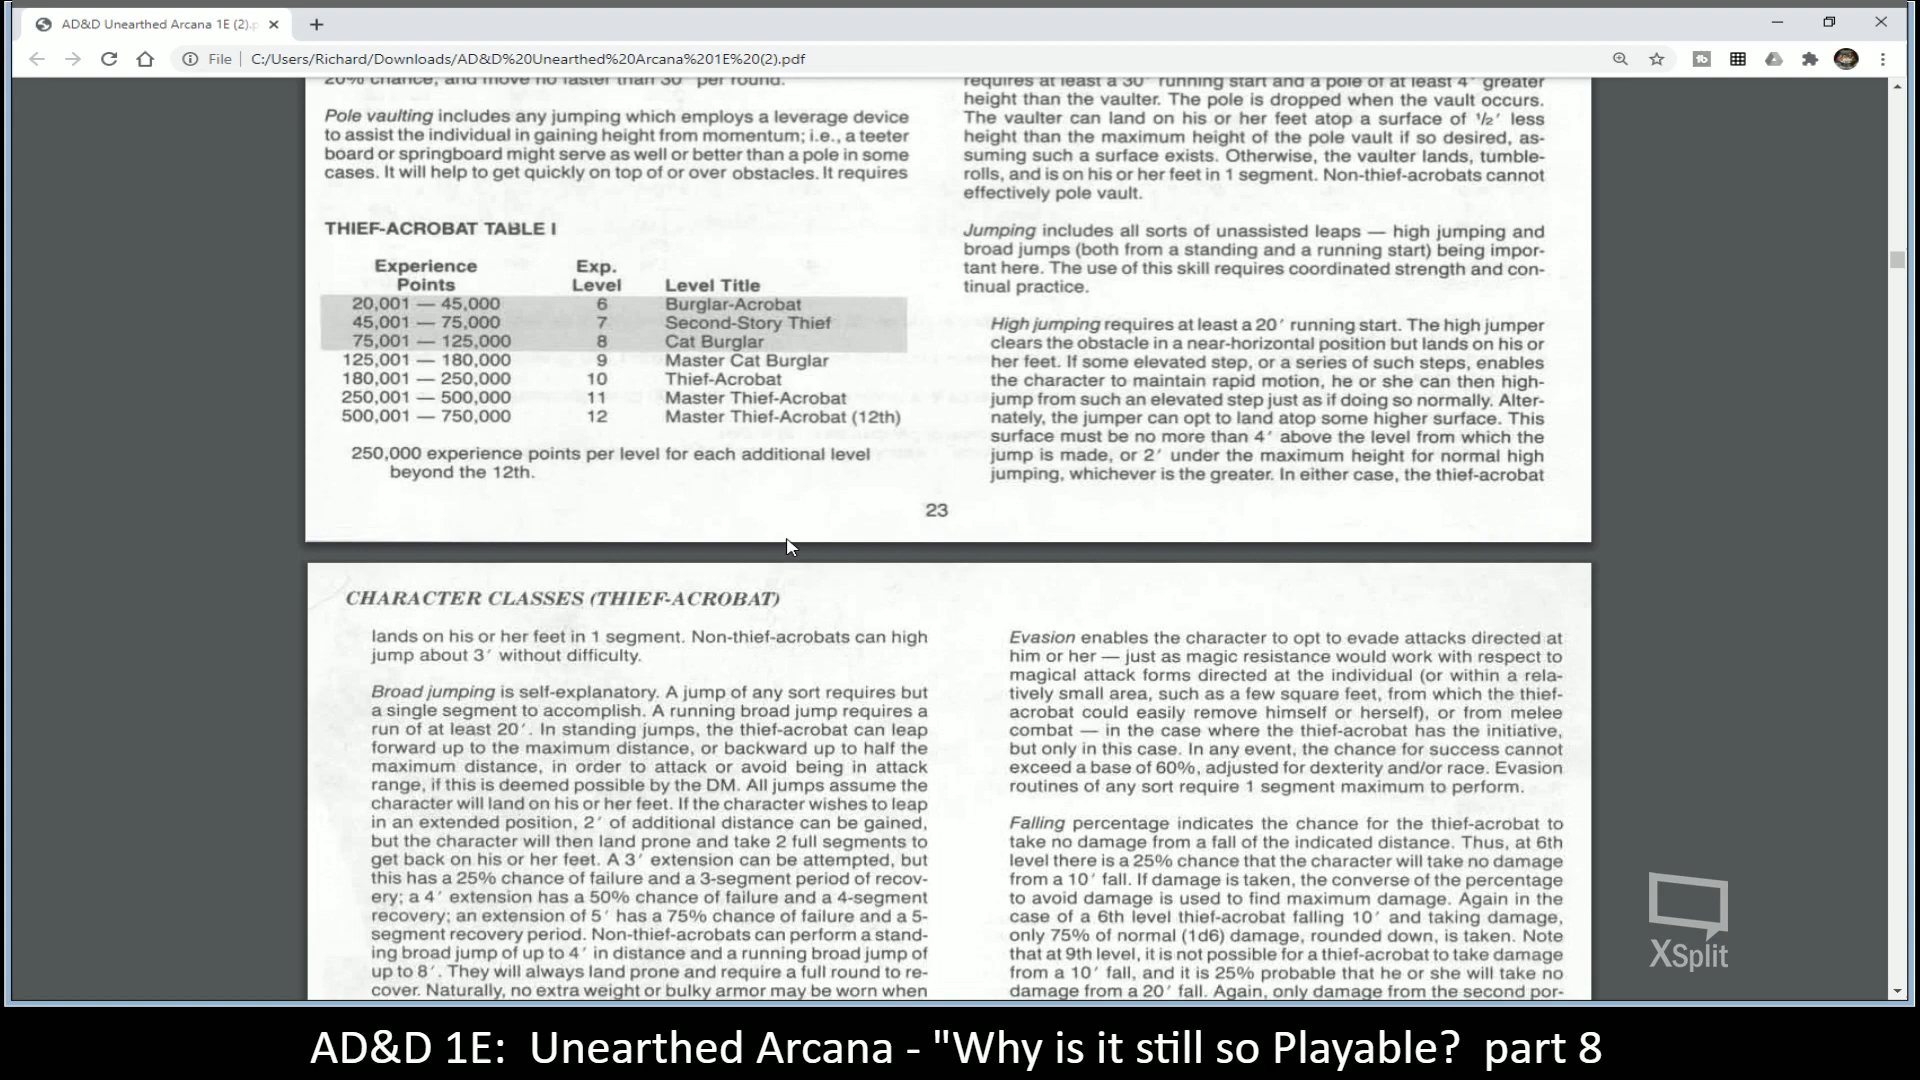 AD&D Unearthed Arcana 1E (2).p
File
C:/Users/Richard/Downloads/AD&D%20Unearthed%20Arcana%201E%20(2).pdf
20% chance, and move no faster than 30″ per round.
Pole vaulting includes any jumping which employs a leverage device
to assist the individual in gaining height from momentum; i.e., a teeter
board or springboard might serve as well or better than a pole in some
cases. It will help to get quickly on top of or over obstacles. It requires
THIEF-ACROBAT TABLE I
Experience Points Exp. Level Level Title
20,001 — 45,000 6 Burglar-Acrobat
45,001 — 75,000 7 Second-Story Thief
75,001 — 125,000 8 Cat Burglar
125,001 — 180,000 9 Master Cat Burglar
180,001 — 250,000 10 Thief-Acrobat
250,001 — 500,000 11 Master Thief-Acrobat
500,001 — 750,000 12 Master Thief-Acrobat (12th)
250,000 experience points per level for each additional level
beyond the 12th.
requires at least a 30′ running start and a pole of at least 4′ greater
height than the vaulter. The pole is dropped when the vault occurs.
The vaulter can land on his or her feet atop a surface of ½′ less
height than the maximum height of the pole vault if so desired, as-
suming such a surface exists. Otherwise, the vaulter lands, tumble-
rolls, and is on his or her feet in 1 segment. Non-thief-acrobats cannot
effectively pole vault.
Jumping includes all sorts of unassisted leaps — high jumping and
broad jumps (both from a standing and a running start) being impor-
tant here. The use of this skill requires coordinated strength and con-
tinual practice.
High jumping requires at least a 20′ running start. The high jumper
clears the obstacle in a near-horizontal position but lands on his or
her feet. If some elevated step, or a series of such steps, enables
the character to maintain rapid motion, he or she can then high-
jump from such an elevated step just as if doing so normally. Alter-
nately, the jumper can opt to land atop some higher surface. This
surface must be no more than 4′ above the level from which the
jump is made, or 2′ under the maximum height for normal high
jumping, whichever is the greater. In either case, the thief-acrobat
23
CHARACTER CLASSES (THIEF-ACROBAT)
lands on his or her feet in 1 segment. Non-thief-acrobats can high
jump about 3′ without difficulty.
Broad jumping is self-explanatory. A jump of any sort requires but
a single segment to accomplish. A running broad jump requires a
run of at least 20′. In standing jumps, the thief-acrobat can leap
forward up to the maximum distance, or backward up to half the
maximum distance, in order to attack or avoid being in attack
range, if this is deemed possible by the DM. All jumps assume the
character will land on his or her feet. If the character wishes to leap
in an extended position, 2′ of additional distance can be gained,
but the character will then land prone and take 2 full segments to
get back on his or her feet. A 3′ extension can be attempted, but
this has a 25% chance of failure and a 3-segment period of recov-
ery; a 4′ extension has a 50% chance of failure and a 4-segment
recovery; an extension of 5′ has a 75% chance of failure and a 5-
segment recovery period. Non-thief-acrobats can perform a stand-
ing broad jump of up to 4′ in distance and a running broad jump of
up to 8′. They will always land prone and require a full round to re-
cover. Naturally, no extra weight or bulky armor may be worn when
Evasion enables the character to opt to evade attacks directed at
him or her — just as magic resistance would work with respect to
magical attack forms directed at the individual (or within a rela-
tively small area, such as a few square feet, from which the thief-
acrobat could easily remove himself or herself), or from melee
combat — in the case where the thief-acrobat has the initiative,
but only in this case. In any event, the chance for success cannot
exceed a base of 60%, adjusted for dexterity and/or race. Evasion
routines of any sort require 1 segment maximum to perform.
Falling percentage indicates the chance for the thief-acrobat to
take no damage from a fall of the indicated distance. Thus, at 6th
level there is a 25% chance that the character will take no damage
from a 10′ fall. If damage is taken, the converse of the percentage
to avoid damage is used to find maximum damage. Again in the
case of a 6th level thief-acrobat falling 10′ and taking damage,
only 75% of normal (1d6) damage, rounded down, is taken. Note
that at 9th level, it is not possible for a thief-acrobat to take damage
from a 10′ fall, and it is 25% probable that he or she will take no
damage from a 20′ fall. Again, only damage from the second por-
XSplit
AD&D 1E: Unearthed Arcana - "Why is it still so Playable? part 8